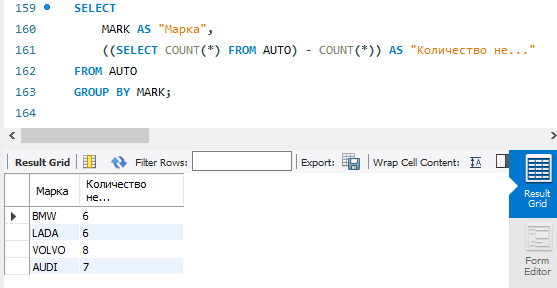 159 SELECT
160 MARK AS "Марка",
161 ((SELECT COUNT(*) FROM AUTO) - COUNT(*)) AS "Количество не..."
162 FROM AUTO
163 GROUP BY MARK;
164
Result Grid Filter Rows: Export: Wrap Cell Content:
Марка Количество не...
BMW 6
LADA 6
VOLVO 8
AUDI 7
Result Grid
Form Editor